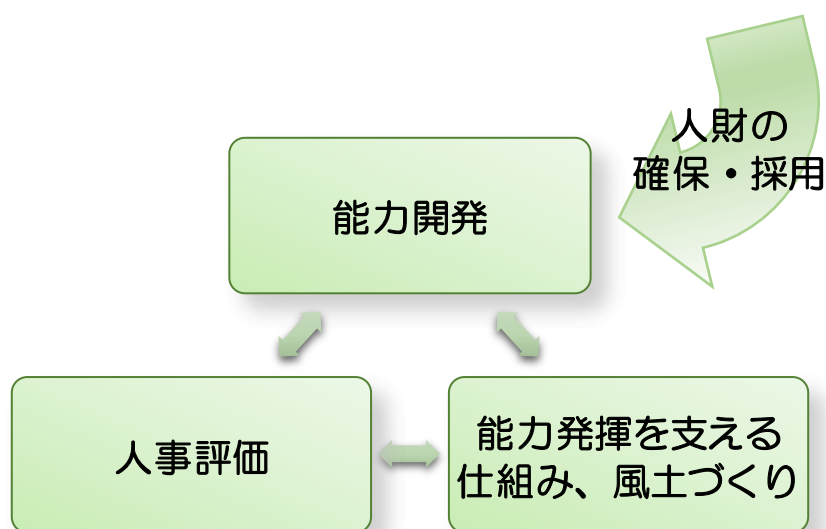 人財の
確保・採用
能力開発
人事評価
能力発揮を支える
仕組み、風土づくり